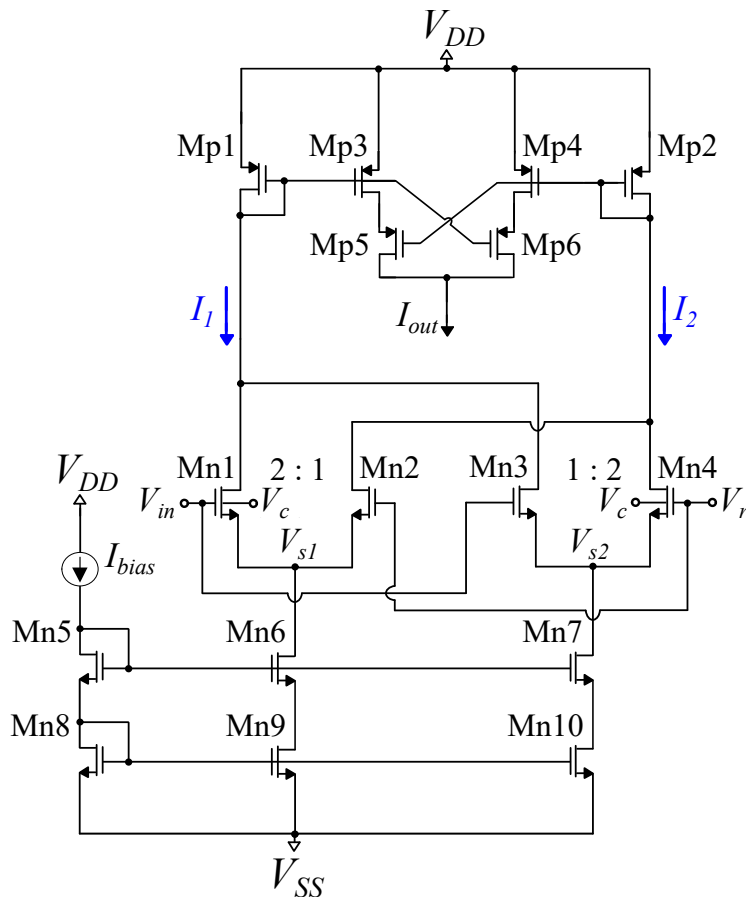 V_DD
Mp1 Mp3 Mp4 Mp2
Mp5 Mp6
I_1 I_out I_2
V_DD Mn1 2 : 1 Mn2 Mn3 1 : 2 Mn4
V_in V_c V_c V_r
V_s1 V_s2
I_bias
Mn5 Mn6 Mn7
Mn8 Mn9 Mn10
V_SS